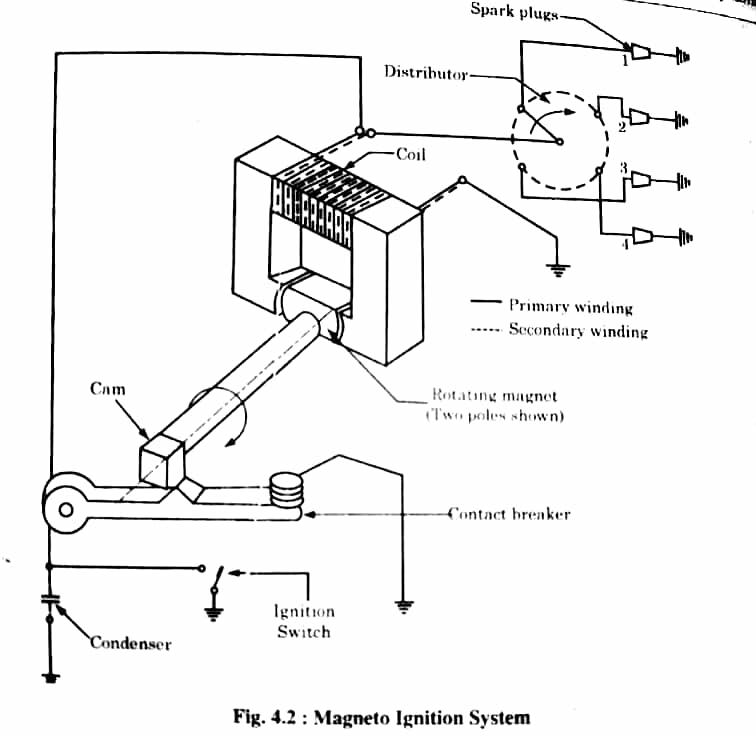 Spark plugs
1
Distributor
2
Coil
3
4
Primary winding
Secondary winding
Rotating magnet
(Two poles shown)
Cam
Contact breaker
Ignition
Switch
Condenser
Fig. 4.2 : Magneto Ignition System